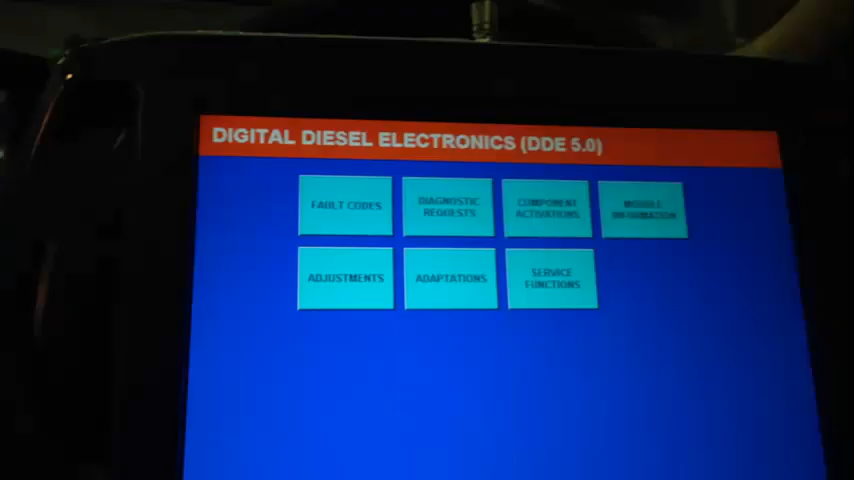 DIGITAL DIESEL ELECTRONICS (DDE 5.0)
FAULT CODES
DIAGNOSTIC
REQUESTS
COMPONENT
ACTIVATIONS
MODULE
INFORMATION
ADJUSTMENTS
ADAPTATIONS
SERVICE
FUNCTIONS